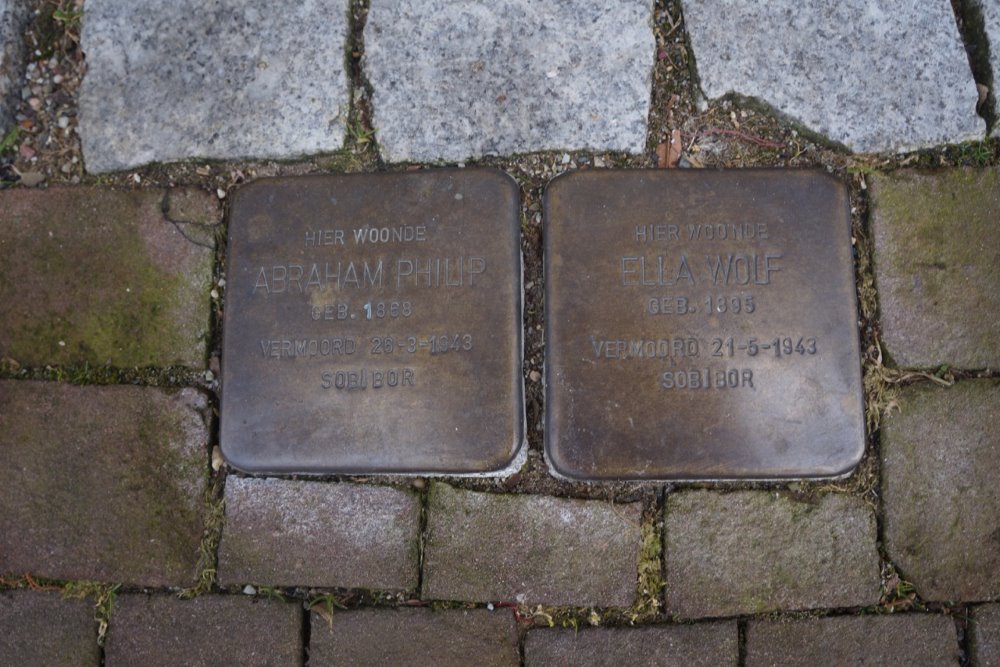 HIER WOONDE
ABRAHAM PHILIP
GEB. 1868
VERMOORD 26-3-1943
SOBIBOR
HIER WOONDE
ELLA WOLF
GEB. 1895
VERMOORD 21-5-1943
SOBIBOR